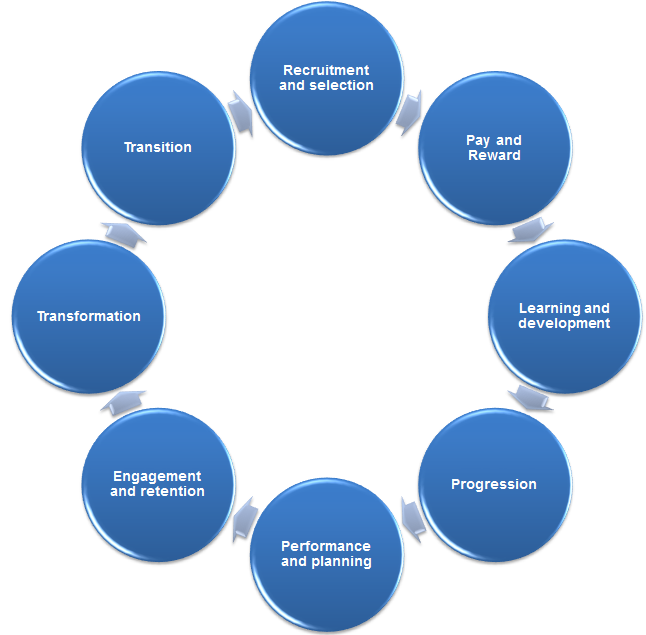 Recruitment
and selection
Pay and
Reward
Learning and
development
Progression
Performance
and planning
Engagement
and retention
Transformation
Transition